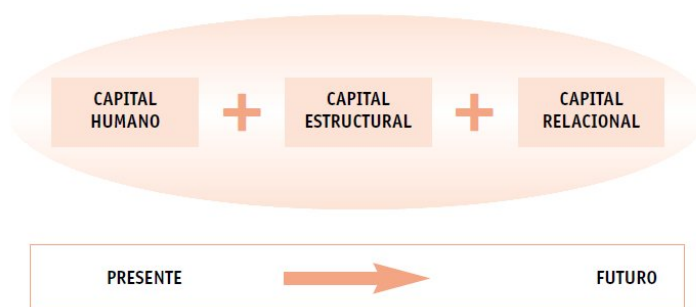 CAPITAL
HUMANO
+
CAPITAL
ESTRUCTURAL
+
CAPITAL
RELACIONAL
PRESENTE
FUTURO